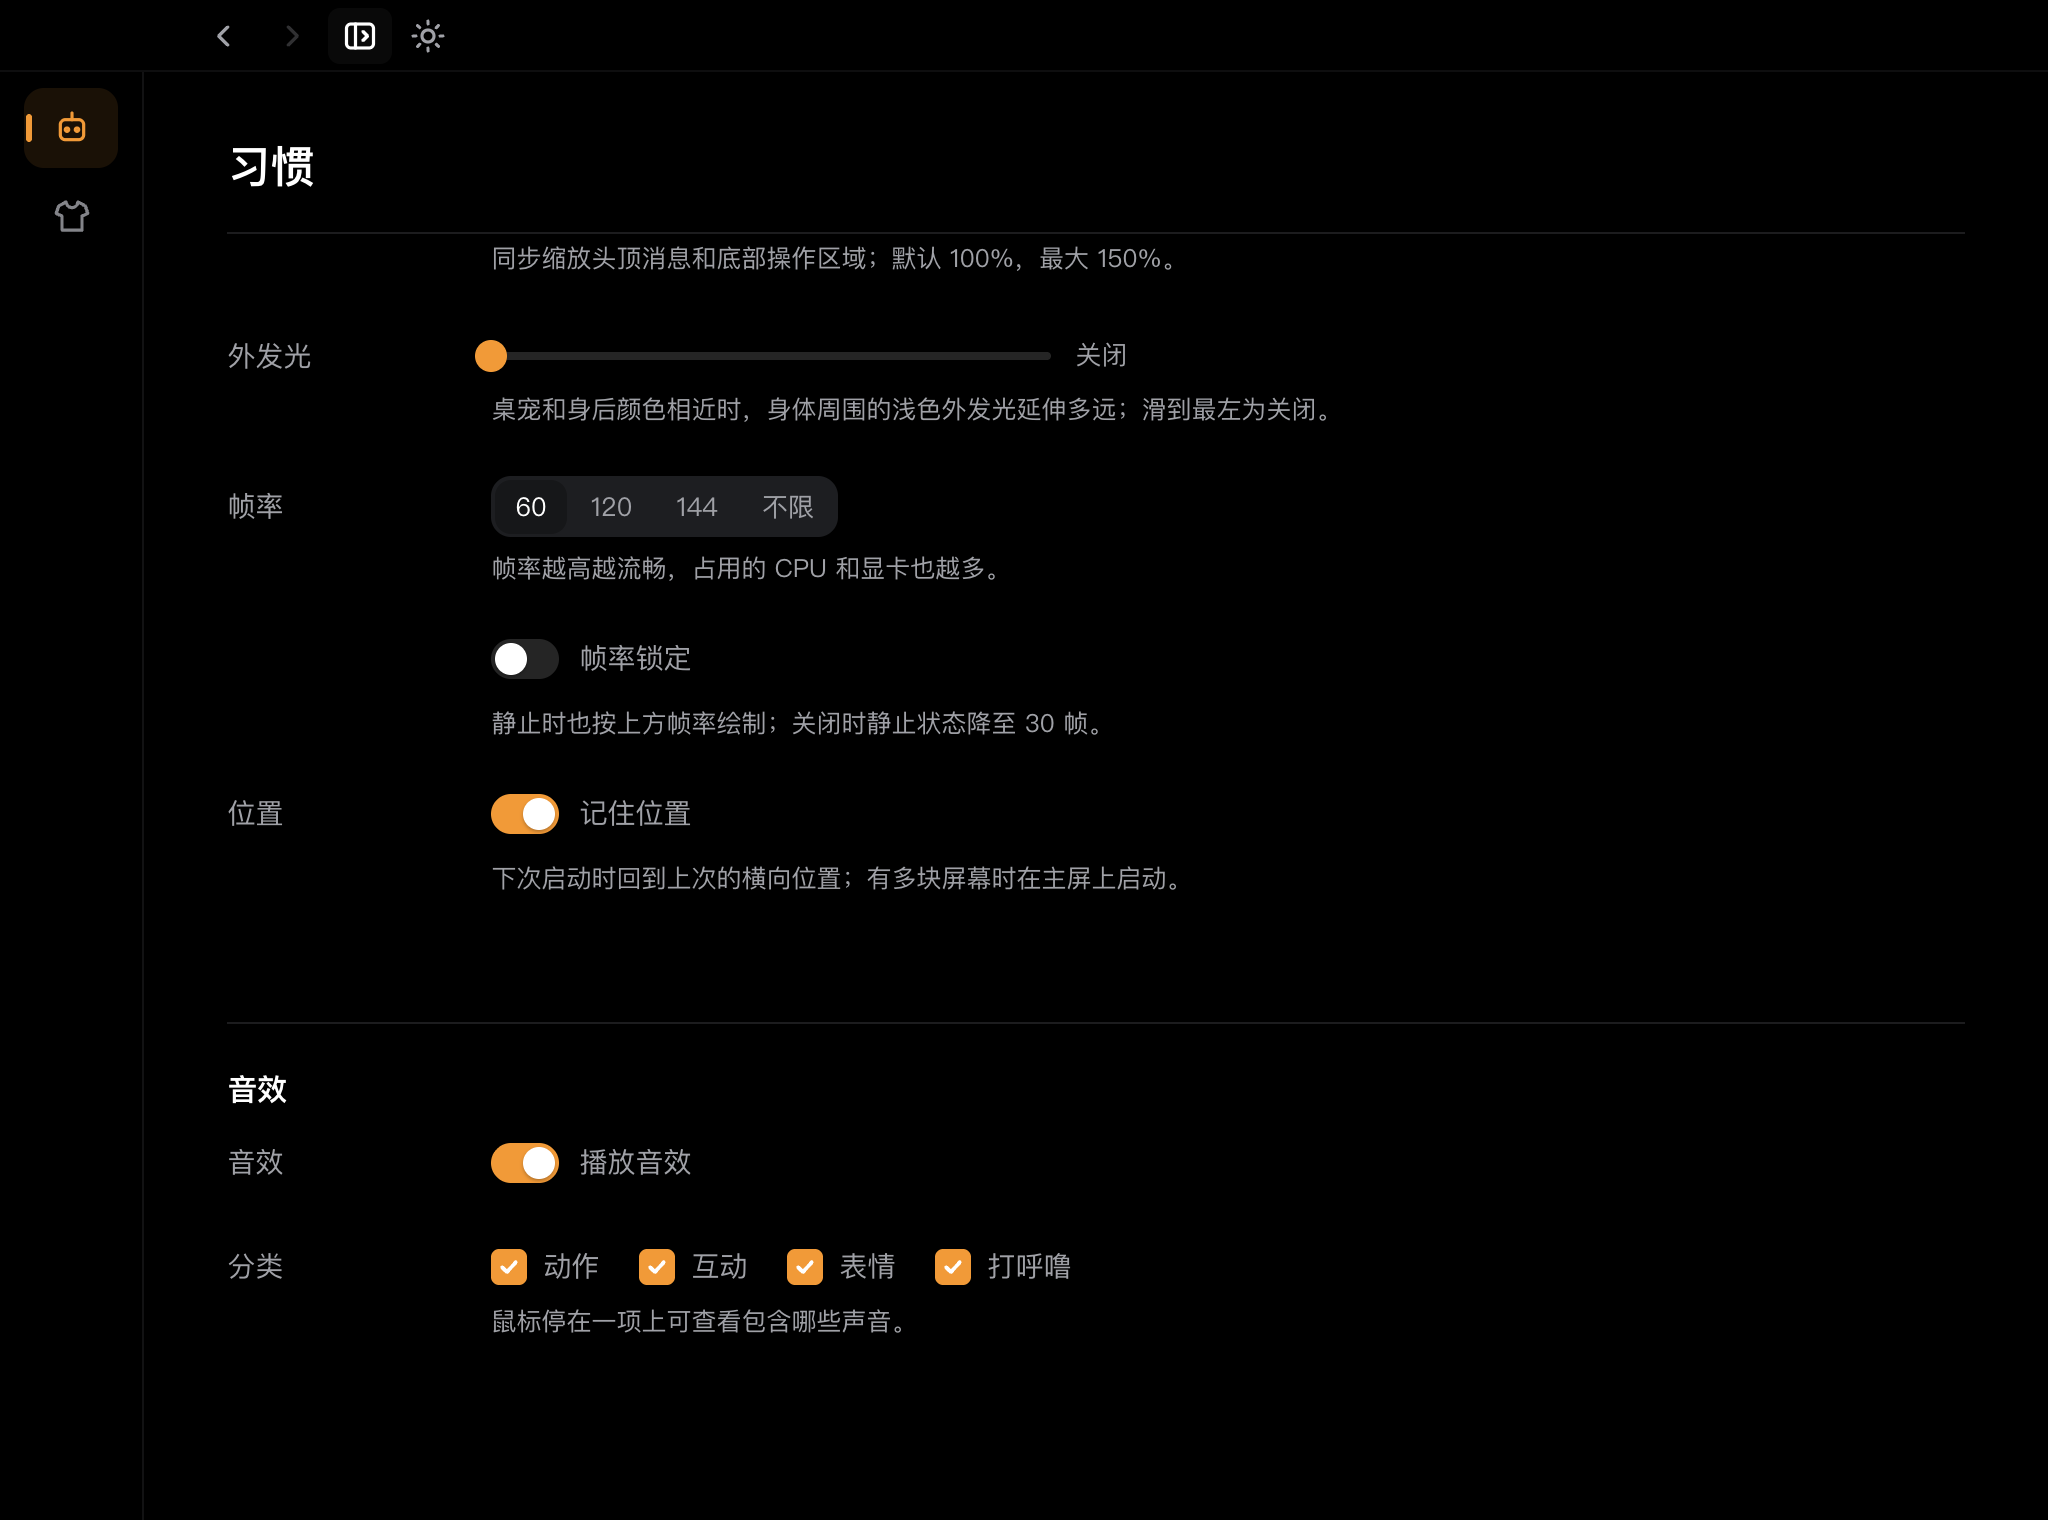 习惯
同步缩放头顶消息和底部操作区域；默认 100%，最大 150%。
外发光 关闭
桌宠和身后颜色相近时，身体周围的浅色外发光延伸多远；滑到最左为关闭。
帧率 60 120 144 不限
帧率越高越流畅，占用的 CPU 和显卡也越多。
帧率锁定
静止时也按上方帧率绘制；关闭时静止状态降至 30 帧。
位置 记住位置
下次启动时回到上次的横向位置；有多块屏幕时在主屏上启动。
音效
音效 播放音效
分类 动作 互动 表情 打呼噜
鼠标停在一项上可查看包含哪些声音。